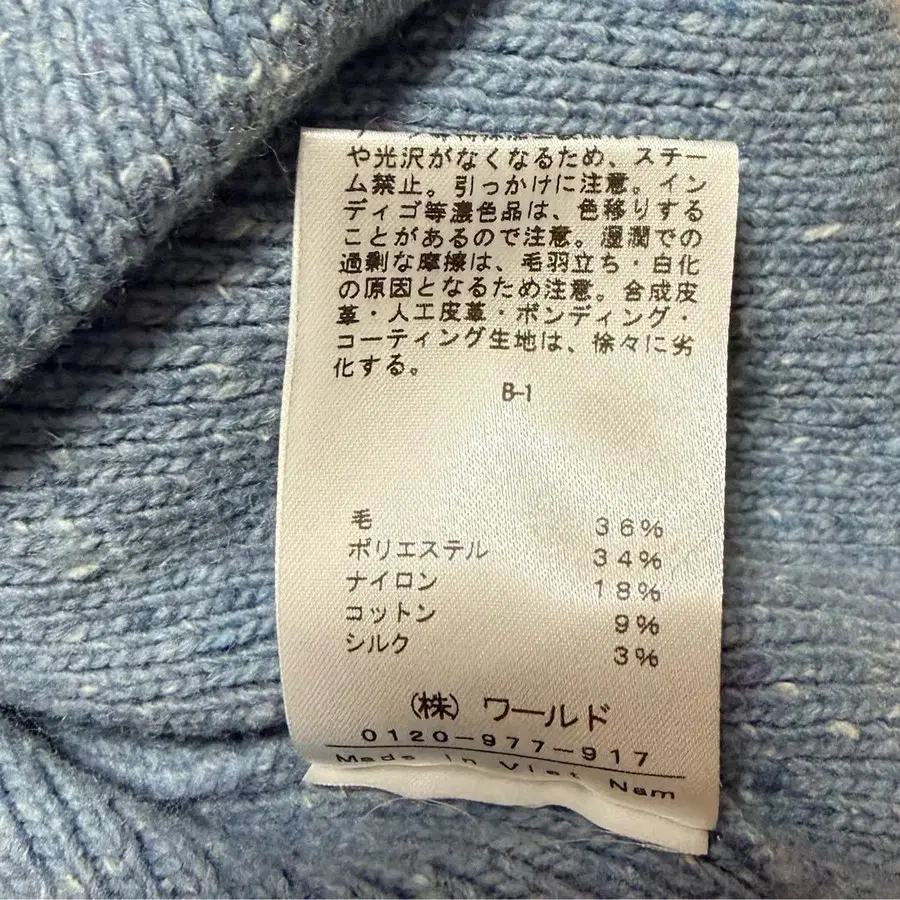 や光沢がなくなるため、スチー
ム禁止。引っかけに注意。イン
ディゴ等濃色品は、色移りする
ことがあるので注意。湿潤での
過剰な摩擦は、毛羽立ち・白化
の原因となるため注意。合成皮
革・人工皮革・ボンディング・
コーティング生地は、徐々に劣
化する。
B-1
毛 36%
ポリエステル 34%
ナイロン 18%
コットン 9%
シルク 3%
(株) ワールド
0120-977-917
Made in Viet Nam